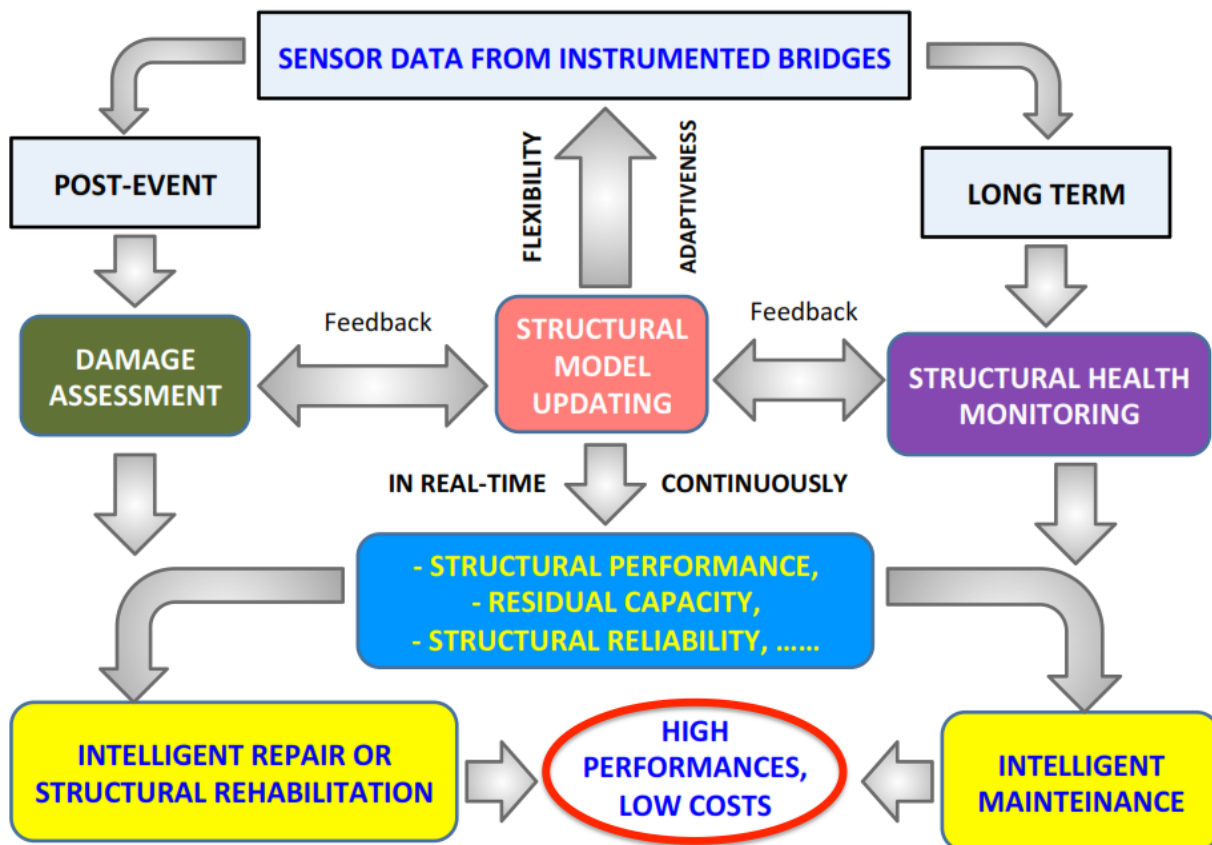 SENSOR DATA FROM INSTRUMENTED BRIDGES
POST-EVENT
FLEXIBILITY
ADAPTIVENESS
LONG TERM
DAMAGE
ASSESSMENT
Feedback
STRUCTURAL
MODEL
UPDATING
Feedback
STRUCTURAL HEALTH
MONITORING
IN REAL-TIME
CONTINUOUSLY
- STRUCTURAL PERFORMANCE,
- RESIDUAL CAPACITY,
- STRUCTURAL RELIABILITY, ......
INTELLIGENT REPAIR OR
STRUCTURAL REHABILITATION
HIGH
PERFORMANCES,
LOW COSTS
INTELLIGENT
MAINTEINANCE